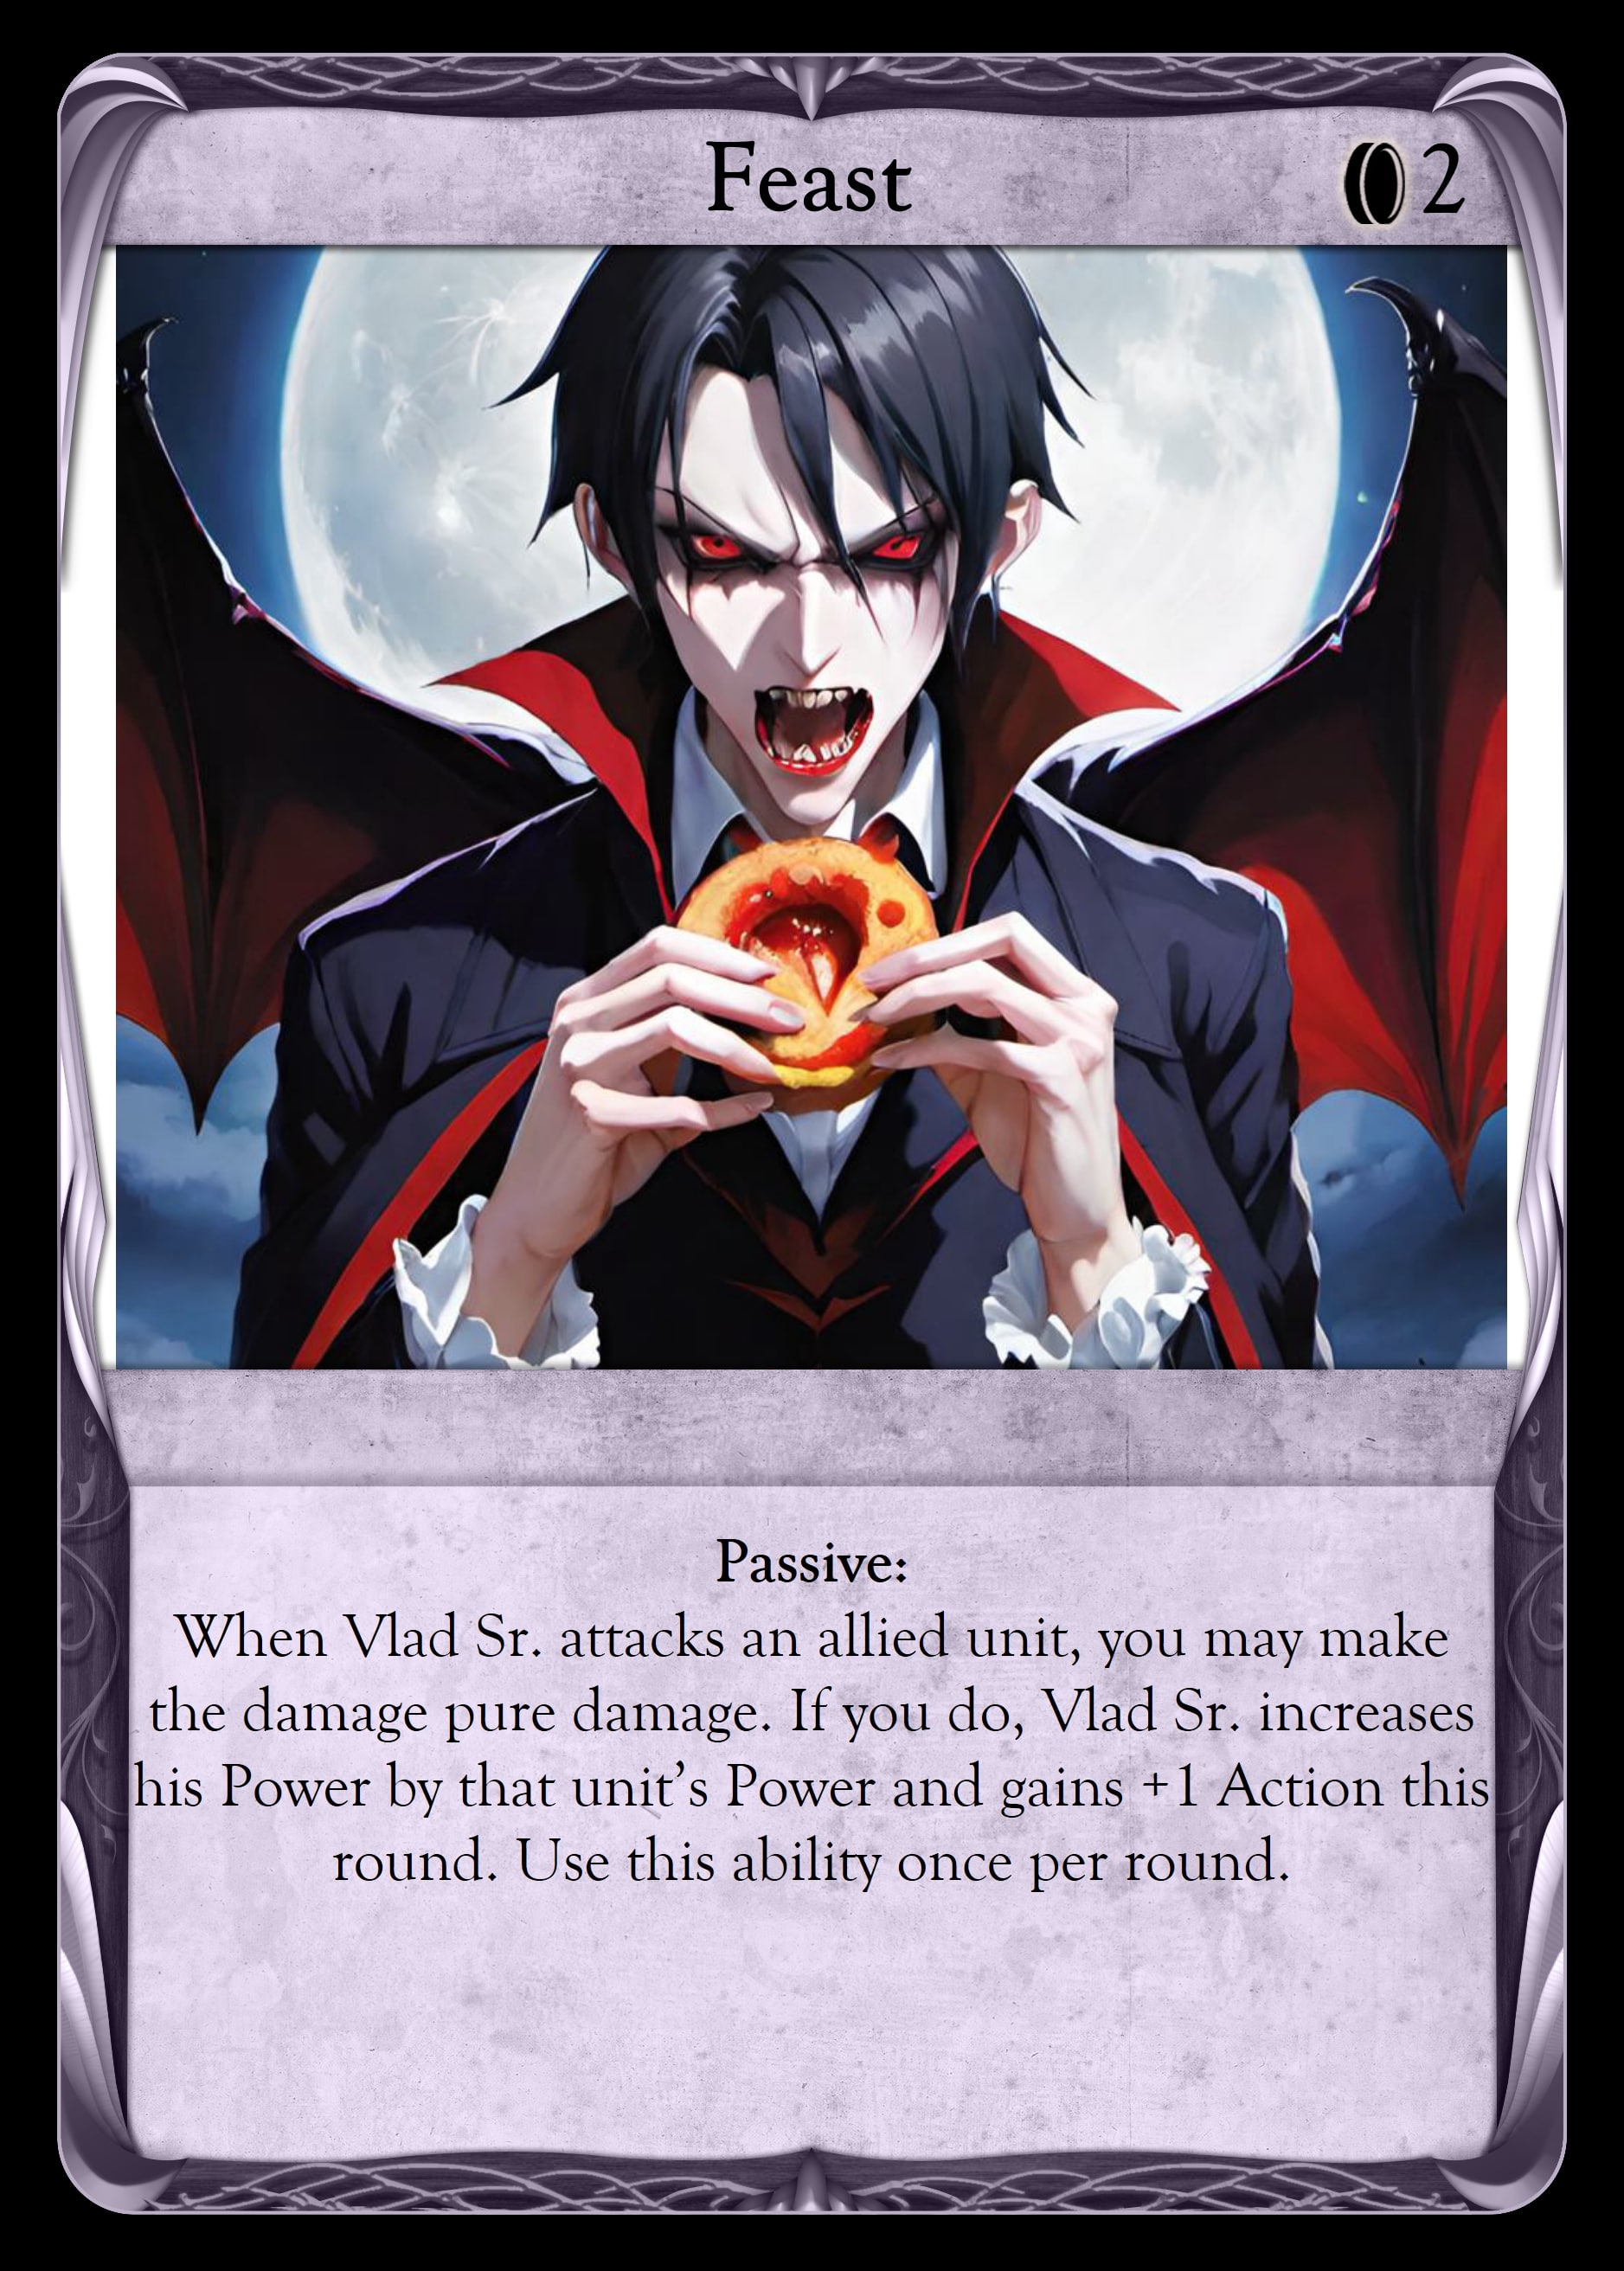 Feast
2
Passive:
When Vlad Sr. attacks an allied unit, you may make
the damage pure damage. If you do, Vlad Sr. increases
his Power by that unit’s Power and gains +1 Action this
round. Use this ability once per round.